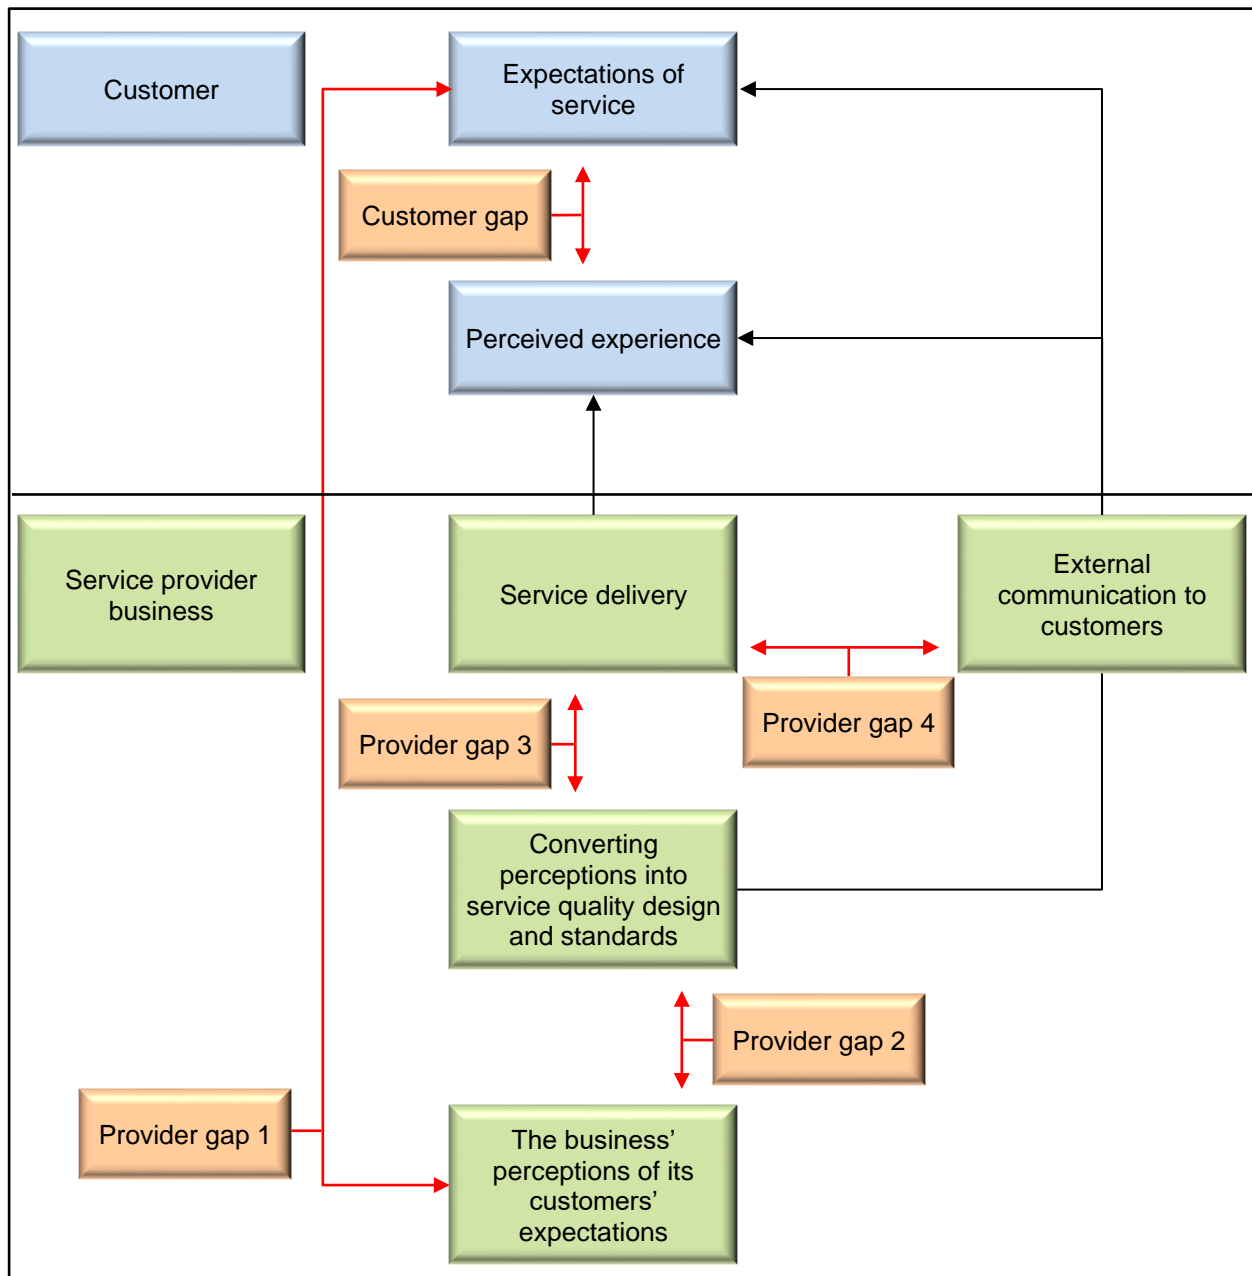 Customer
Expectations of
service
Customer gap
Perceived experience
Service provider
business
Service delivery
External
communication to
customers
Provider gap 3
Provider gap 4
Converting
perceptions into
service quality design
and standards
Provider gap 2
Provider gap 1
The business’
perceptions of its
customers’
expectations